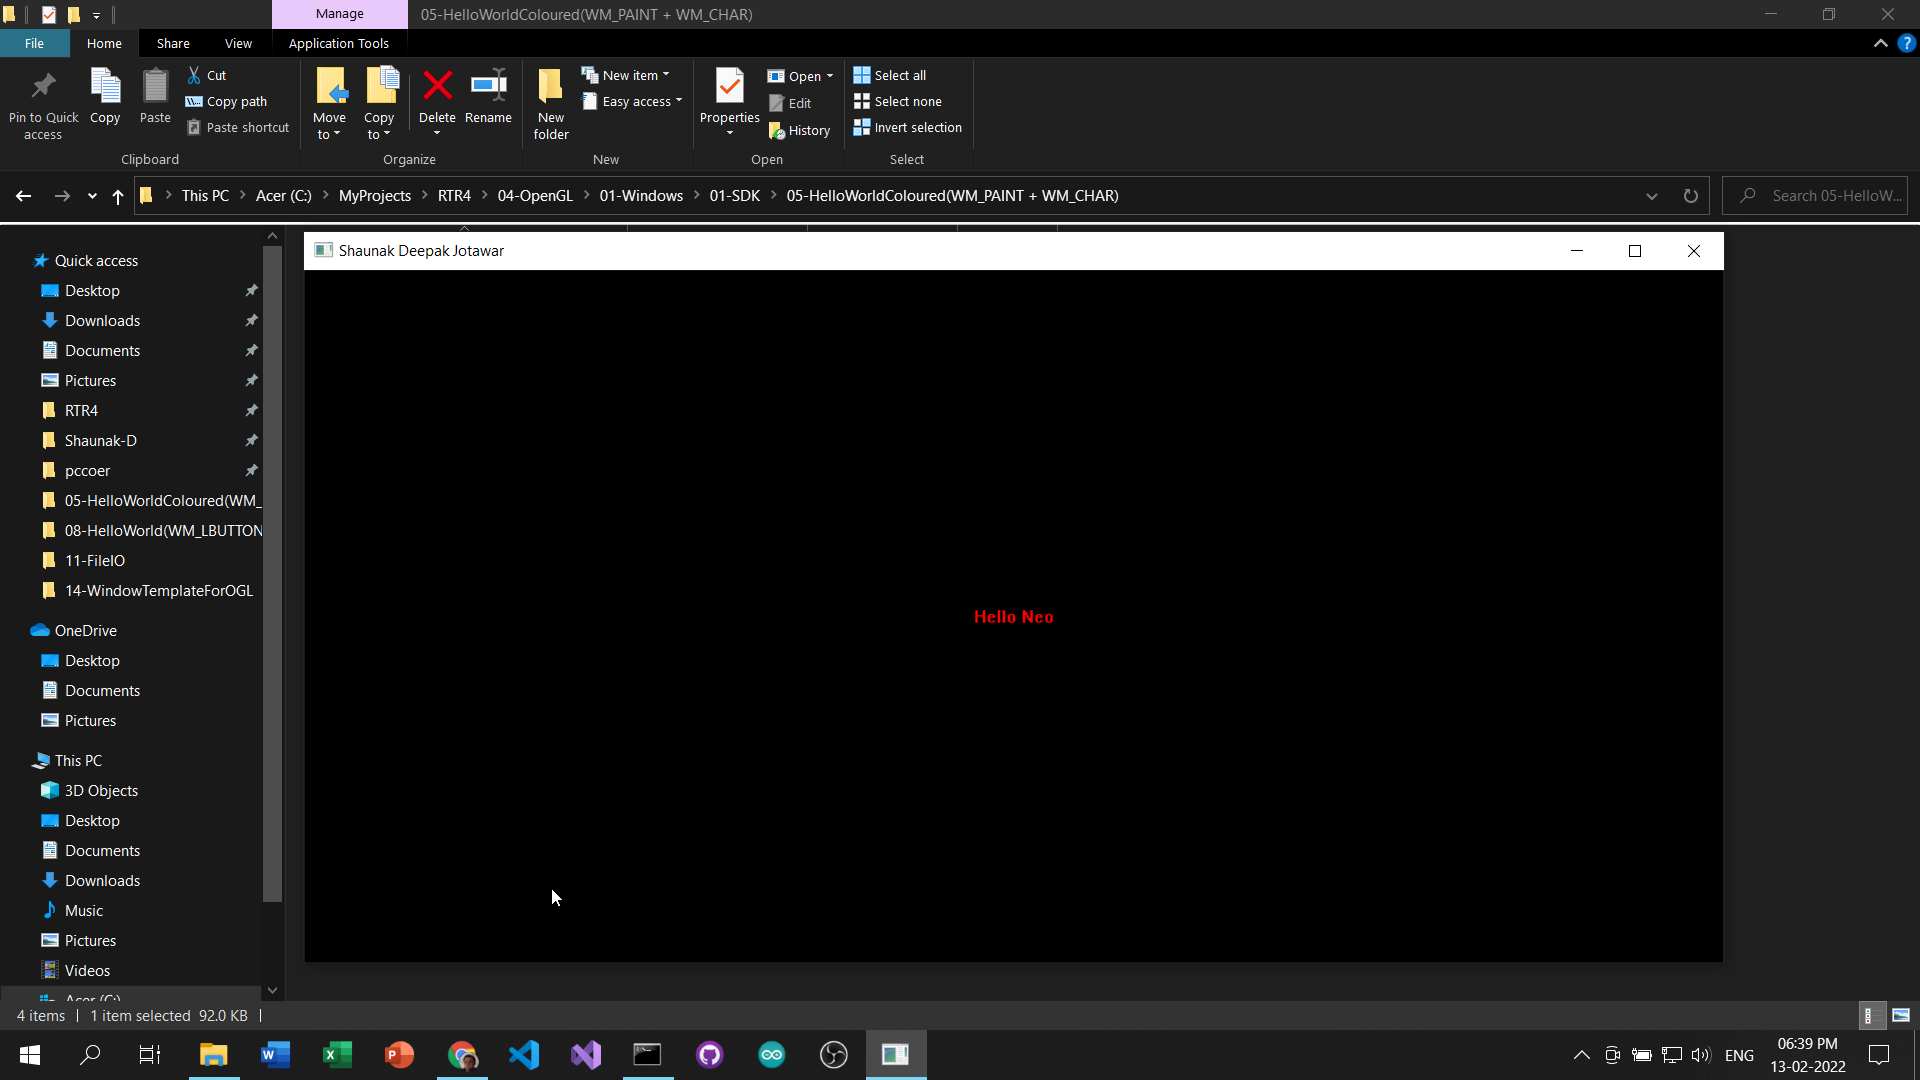 Manage
05-HelloWorldColoured(WM_PAINT + WM_CHAR)
File
Home
Share
View
Application Tools
Pin to Quick access
Copy
Paste
Cut
Copy path
Paste shortcut
Clipboard
Move to
Copy to
Delete
Rename
Organize
New folder
New item
Easy access
New
Properties
Open
Edit
History
Open
Select all
Select none
Invert selection
Select
This PC
Acer (C:)
MyProjects
RTR4
04-OpenGL
01-Windows
01-SDK
05-HelloWorldColoured(WM_PAINT + WM_CHAR)
Search 05-HelloW...
Quick access
Desktop
Downloads
Documents
Pictures
RTR4
Shaunak-D
pccoer
05-HelloWorldColoured(WM_
08-HelloWorld(WM_LBUTTON
11-FileIO
14-WindowTemplateForOGL
OneDrive
Desktop
Documents
Pictures
This PC
3D Objects
Desktop
Documents
Downloads
Music
Pictures
Videos
Acer (C:)
Shaunak Deepak Jotawar
Hello Neo
4 items
1 item selected 92.0 KB
ENG
06:39 PM
13-02-2022